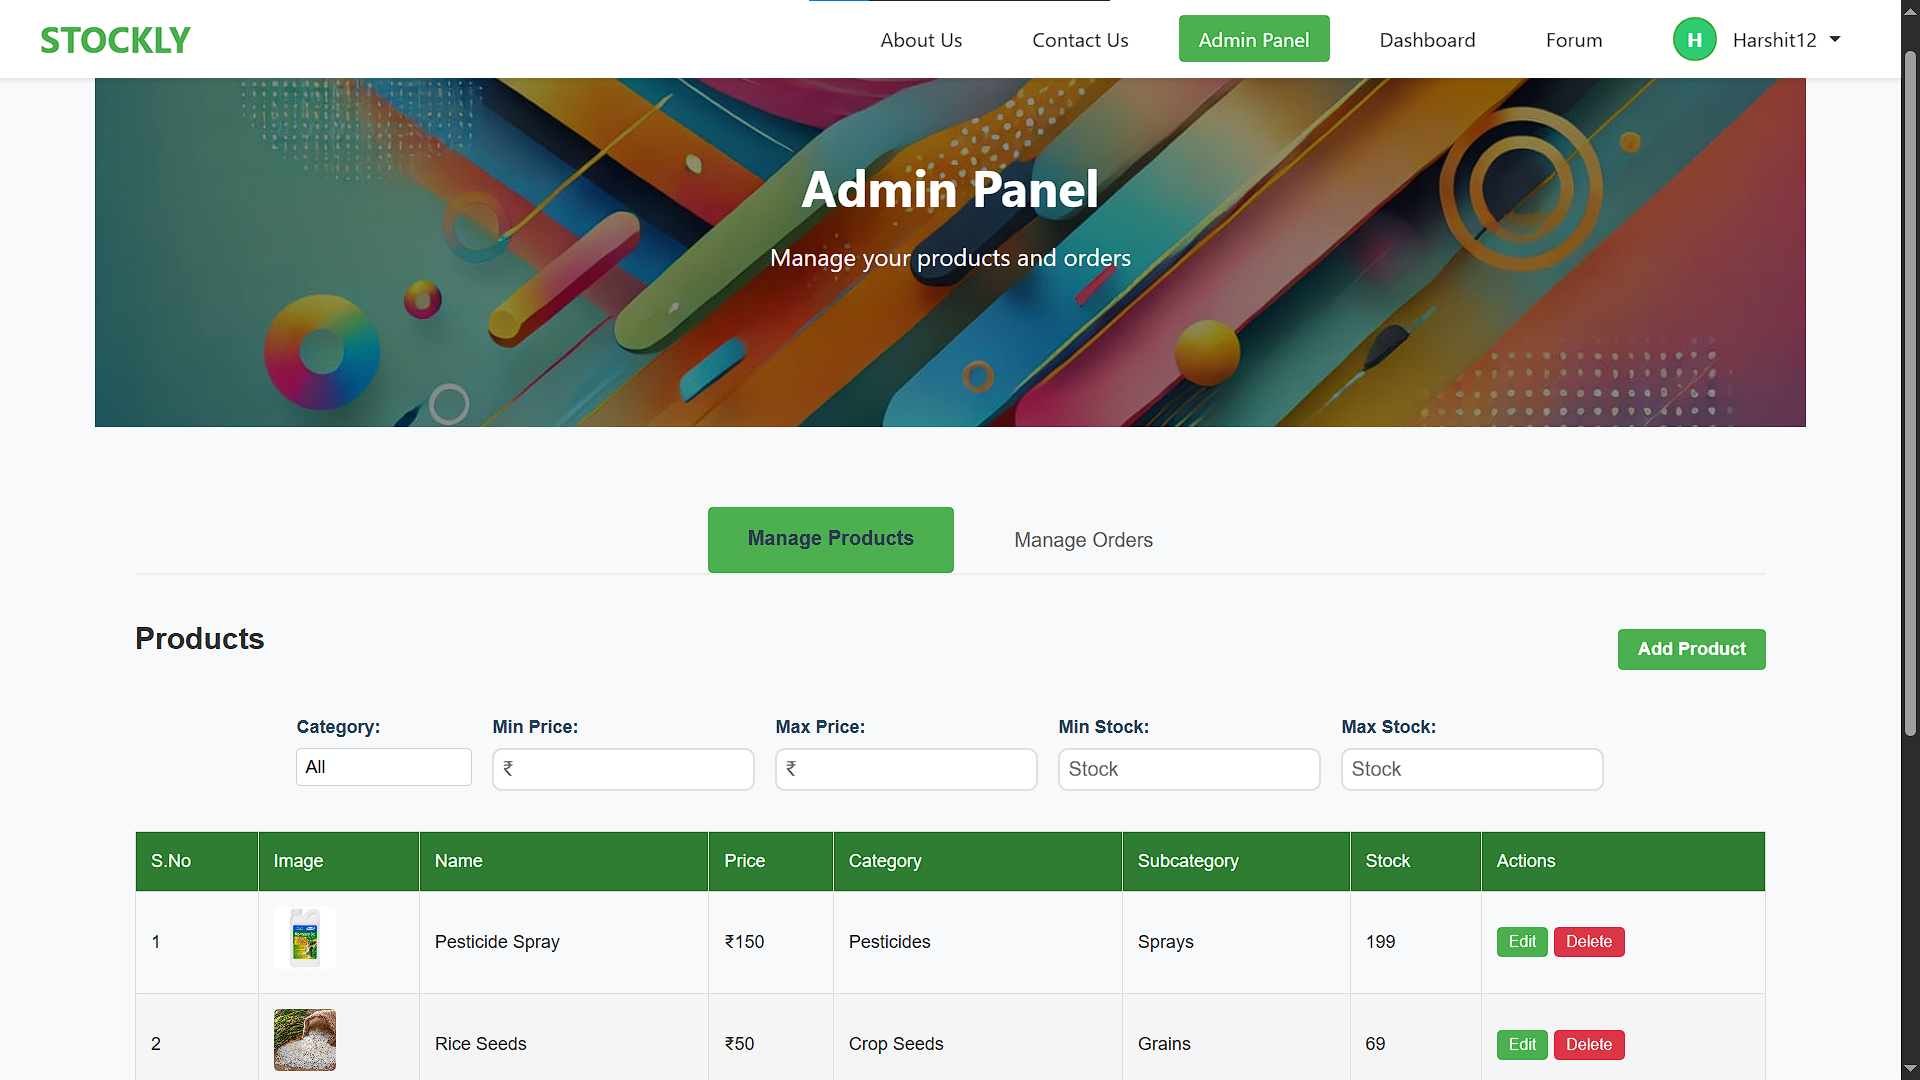 STOCKLY
About Us
Contact Us
Admin Panel
Dashboard
Forum
H
Harshit12
Admin Panel
Manage your products and orders
Manage Products
Manage Orders
Products
Add Product
Category:
Min Price:
Max Price:
Min Stock:
Max Stock:
All
₹
₹
Stock
Stock
S.No Image Name Price Category Subcategory Stock Actions
1 Pesticide Spray ₹150 Pesticides Sprays 199 Edit Delete
2 Rice Seeds ₹50 Crop Seeds Grains 69 Edit Delete